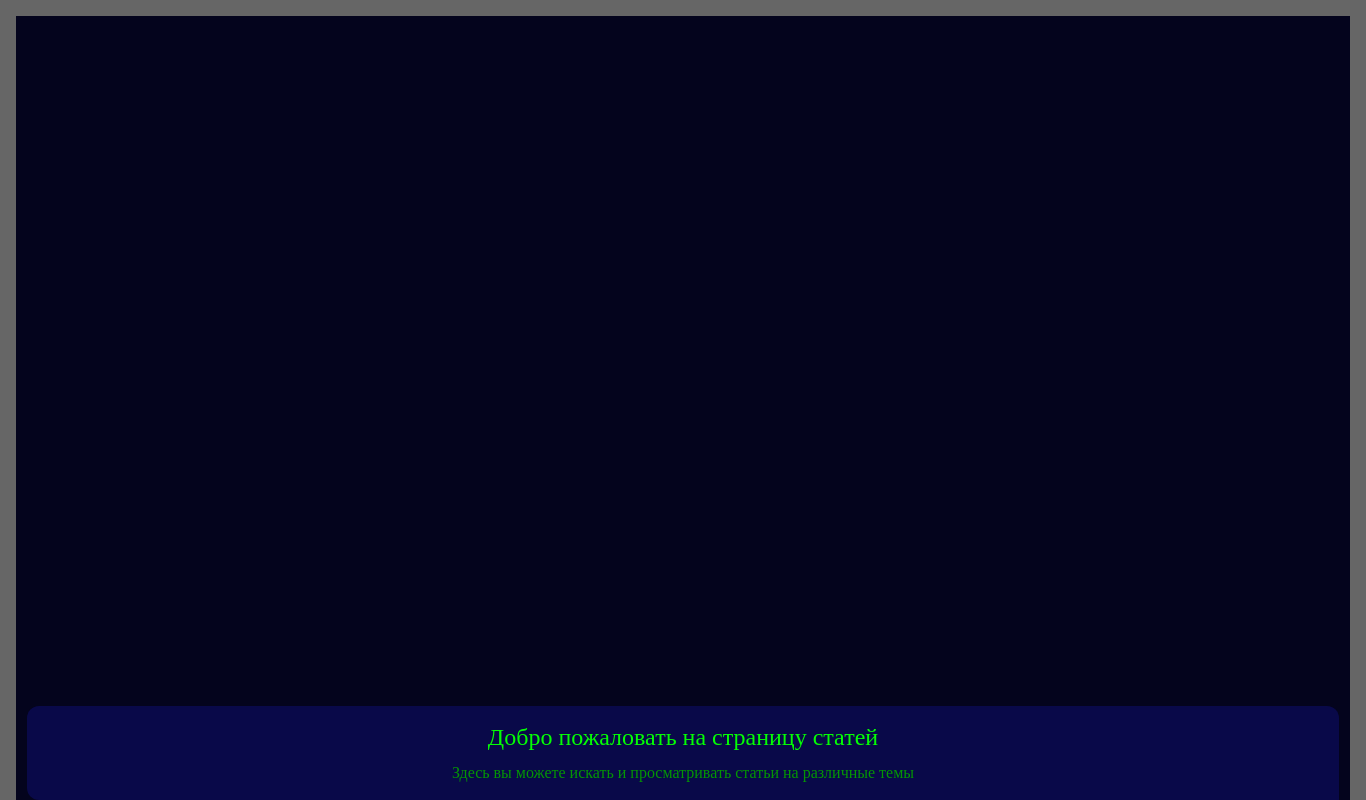 Добро пожаловать на страницу статей
Здесь вы можете искать и просматривать статьи на различные темы